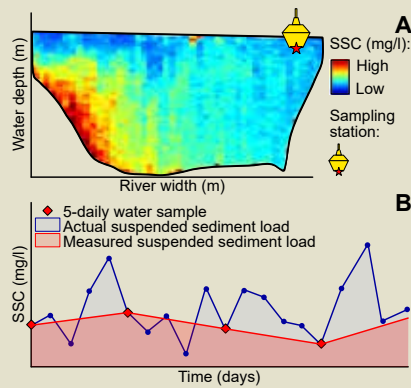 A
SSC (mg/l):
High
Low
Sampling
station:
Water depth (m)
River width (m)
B
5-daily water sample
Actual suspended sediment load
Measured suspended sediment load
SSC (mg/l)
Time (days)